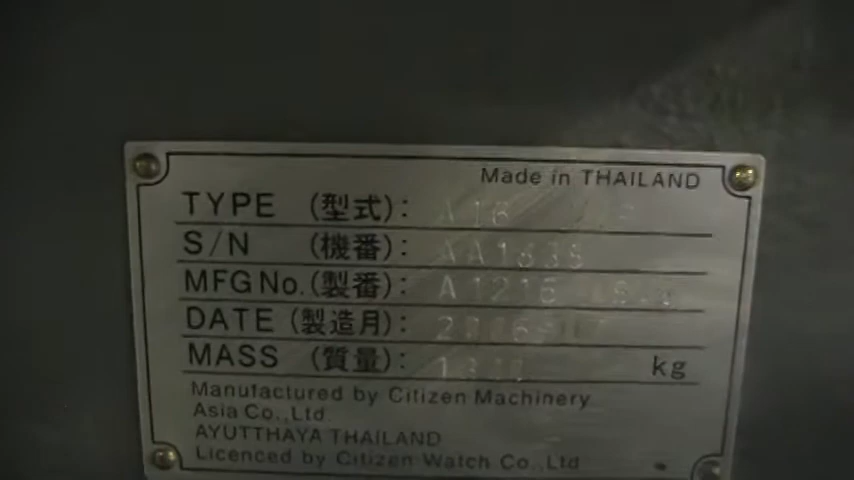 Made in THAILAND
TYPE (型式): A16
S/N (機番):
MFG No.(製番):
DATE (製造月):
MASS (質量): kg
Manufactured by Citizen Machinery
Asia Co.,Ltd.
AYUTTHAYA THAILAND
Licenced by Citizen Watch Co.,Ltd